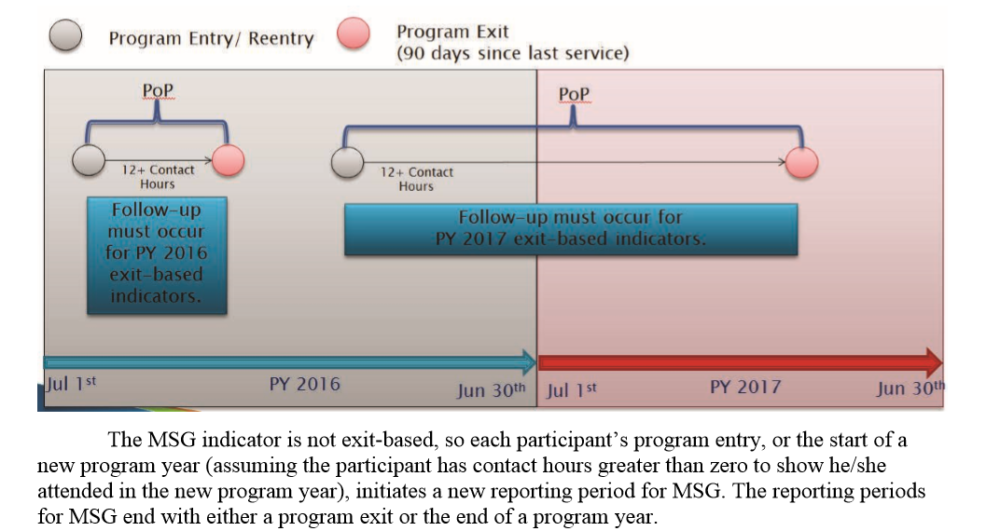 Program Entry/ Reentry
Program Exit
(90 days since last service)
PoP
12+ Contact
Hours
Follow-up
must occur
for PY 2016
exit-based
indicators.
PoP
12+ Contact
Hours
Follow-up must occur for
PY 2017 exit-based indicators.
Jul 1st
PY 2016
Jun 30th
Jul 1st
PY 2017
Jun 30th
The MSG indicator is not exit-based, so each participant’s program entry, or the start of a
new program year (assuming the participant has contact hours greater than zero to show he/she
attended in the new program year), initiates a new reporting period for MSG. The reporting periods
for MSG end with either a program exit or the end of a program year.